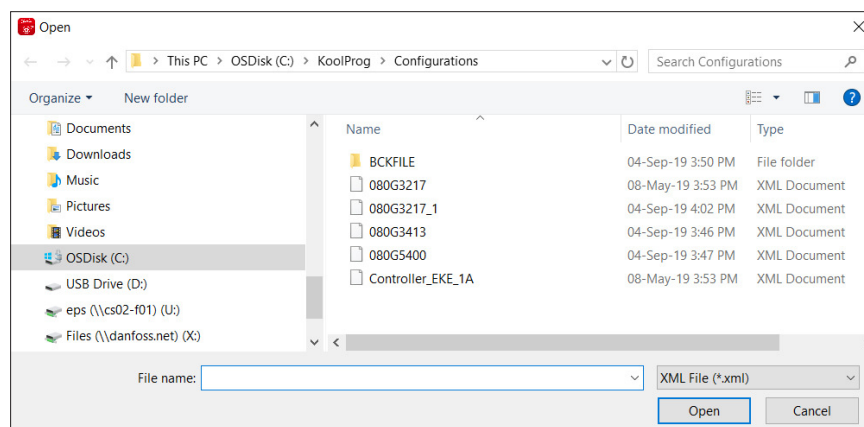 Open
This PC > OSDisk (C:) > KoolProg > Configurations
Search Configurations
Organize
New folder
Documents
Downloads
Music
Pictures
Videos
OSDisk (C:)
USB Drive (D:)
eps (\\cs02-f01) (U:)
Files (\\danfoss.net) (X:)
Name Date modified Type
BCKFILE 04-Sep-19 3:50 PM File folder
080G3217 08-May-19 3:53 PM XML Document
080G3217_1 04-Sep-19 4:02 PM XML Document
080G3413 04-Sep-19 3:46 PM XML Document
080G5400 04-Sep-19 3:47 PM XML Document
Controller_EKE_1A 08-May-19 3:53 PM XML Document
File name:
XML File (*.xml)
Open
Cancel